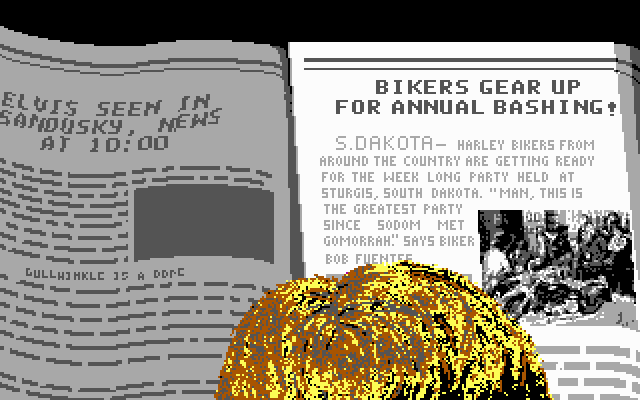 ELVIS SEEN IN
SANDUSKY, NEWS
AT 10:00
BULLWINKLE IS A DOPE
BIKERS GEAR UP
FOR ANNUAL BASHING!
S.DAKOTA— HARLEY BIKERS FROM
AROUND THE COUNTRY ARE GETTING READY
FOR THE WEEK LONG PARTY HELD AT
STURGIS, SOUTH DAKOTA. "MAN, THIS IS
THE GREATEST PARTY
SINCE SODOM MET
GOMORRAH!" SAYS BIKER
BOB FUENTEE